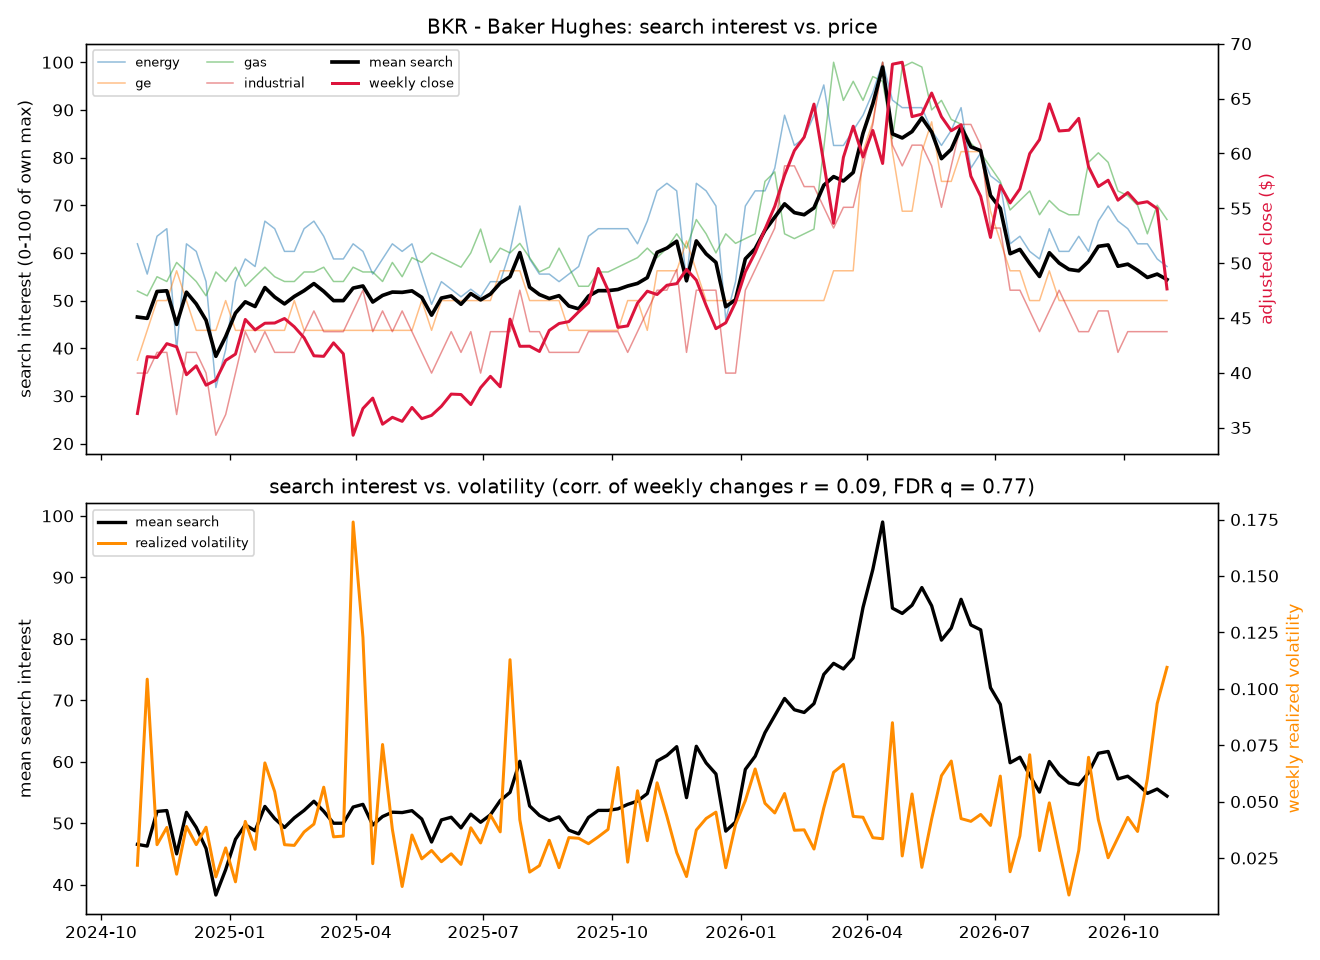 BKR - Baker Hughes: search interest vs. price
energy
gas
mean search
ge
industrial
weekly close
search interest (0-100 of own max)
100
90
80
70
60
50
40
30
20
70
65
60
55
50
45
40
35
adjusted close ($)
search interest vs. volatility (corr. of weekly changes r = 0.09, FDR q = 0.77)
mean search
realized volatility
mean search interest
100
90
80
70
60
50
40
0.175
0.150
0.125
0.100
0.075
0.050
0.025
weekly realized volatility
2024-10
2025-01
2025-04
2025-07
2025-10
2026-01
2026-04
2026-07
2026-10